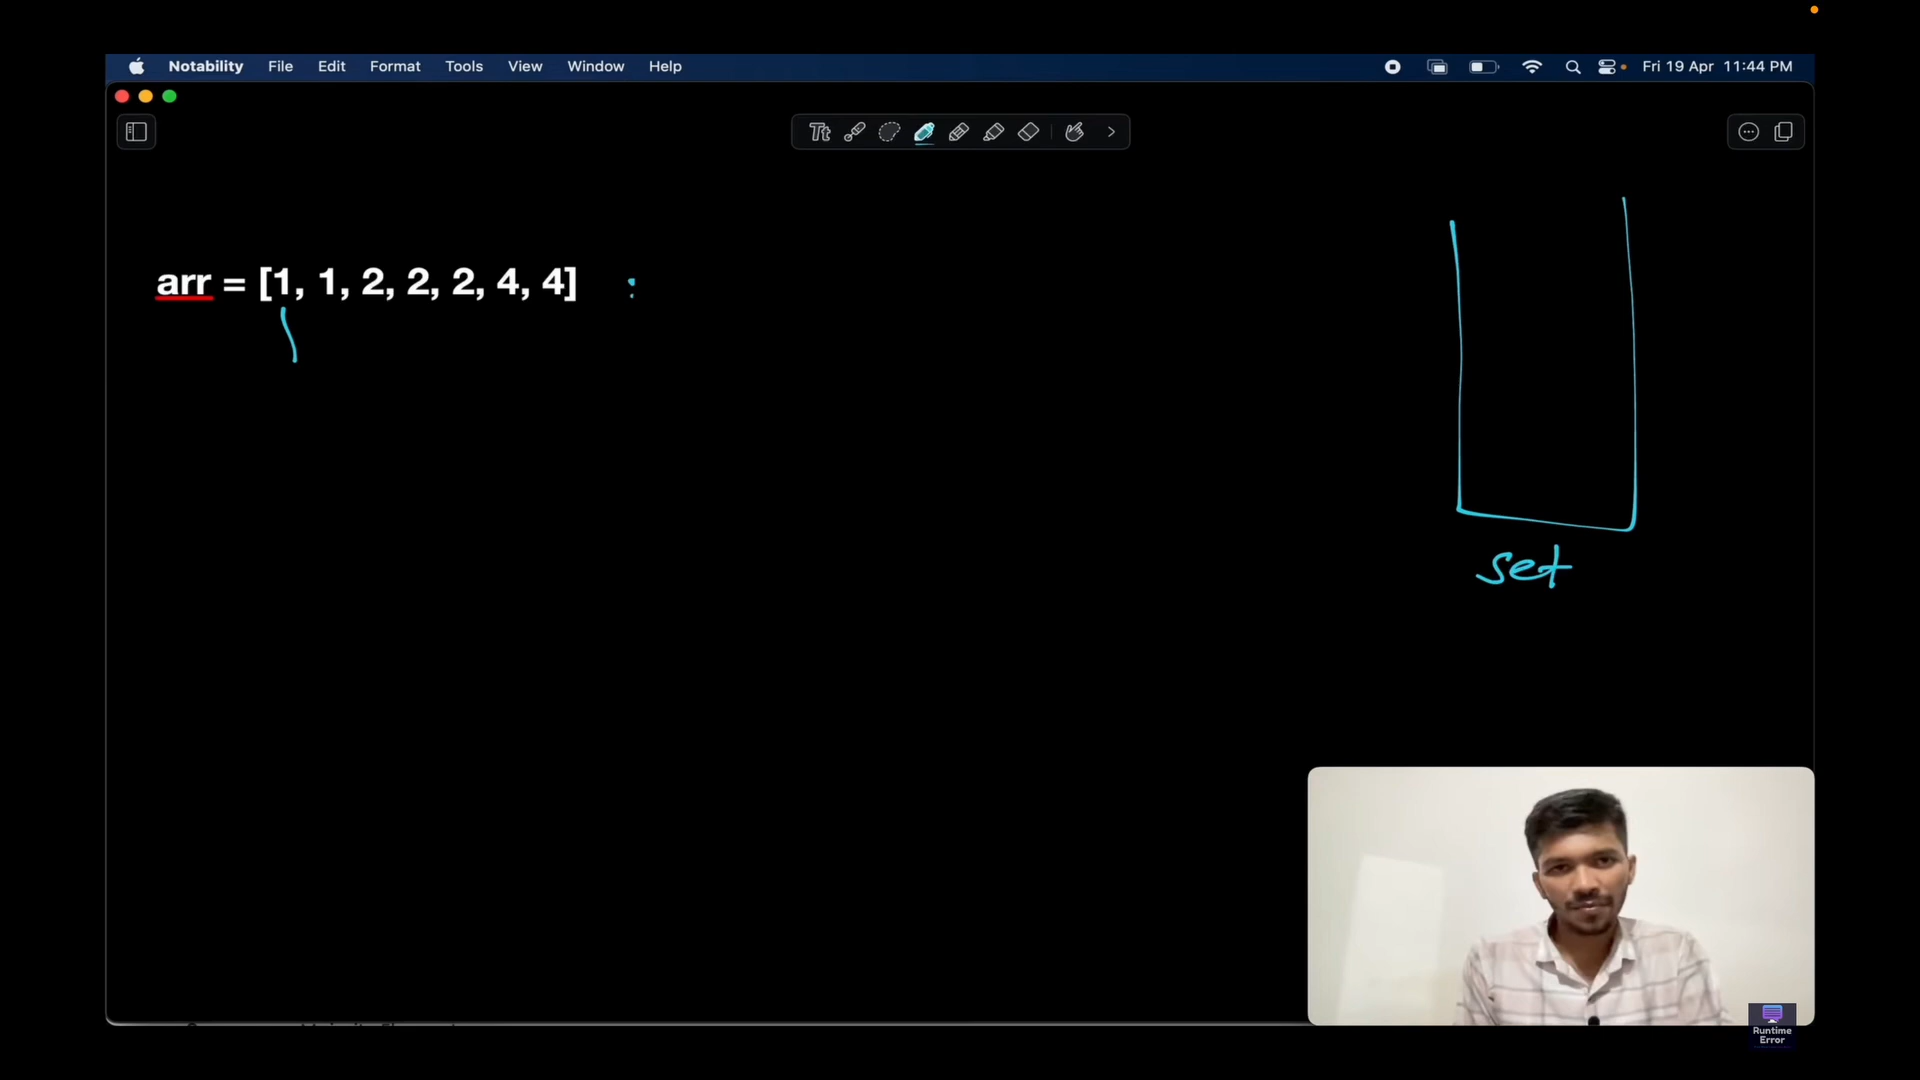 Notability File Edit Format Tools View Window Help Fri 19 Apr 11:44 PM
Tt
arr = [1, 1, 2, 2, 2, 4, 4] :
set
Runtime
Error